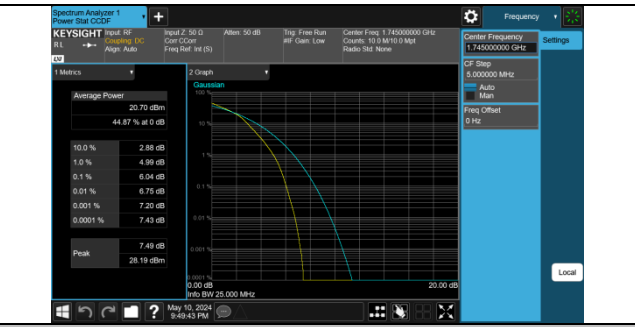 Spectrum Analyzer 1
Power Stat CCDF
Frequency
KEYSIGHT
RL
Input: RF
Coupling: DC
Align: Auto
Input Z: 50 Ω
Corr CCorr
Freq Ref: Int (S)
Atten: 50 dB
Trig: Free Run
#IF Gain: Low
Center Freq: 1.745000000 GHz
Counts: 10.0 M/10.0 Mpt
Radio Std: None
LXI
1 Metrics
Average Power
20.70 dBm
44.87 % at 0 dB
10.0 % 2.88 dB
1.0 % 4.99 dB
0.1 % 6.04 dB
0.01 % 6.75 dB
0.001 % 7.20 dB
0.0001 % 7.43 dB
Peak
7.49 dB
28.19 dBm
2 Graph
Gaussian
100 %
10 %
1 %
0.1 %
0.01 %
0.001 %
0.0001 %
0.00 dB 20.00 dB
Info BW 25.000 MHz
Center Frequency
1.745000000 GHz
CF Step
5.000000 MHz
Auto
Man
Freq Offset
0 Hz
Settings
Local
?
May 10, 2024
9:49:43 PM